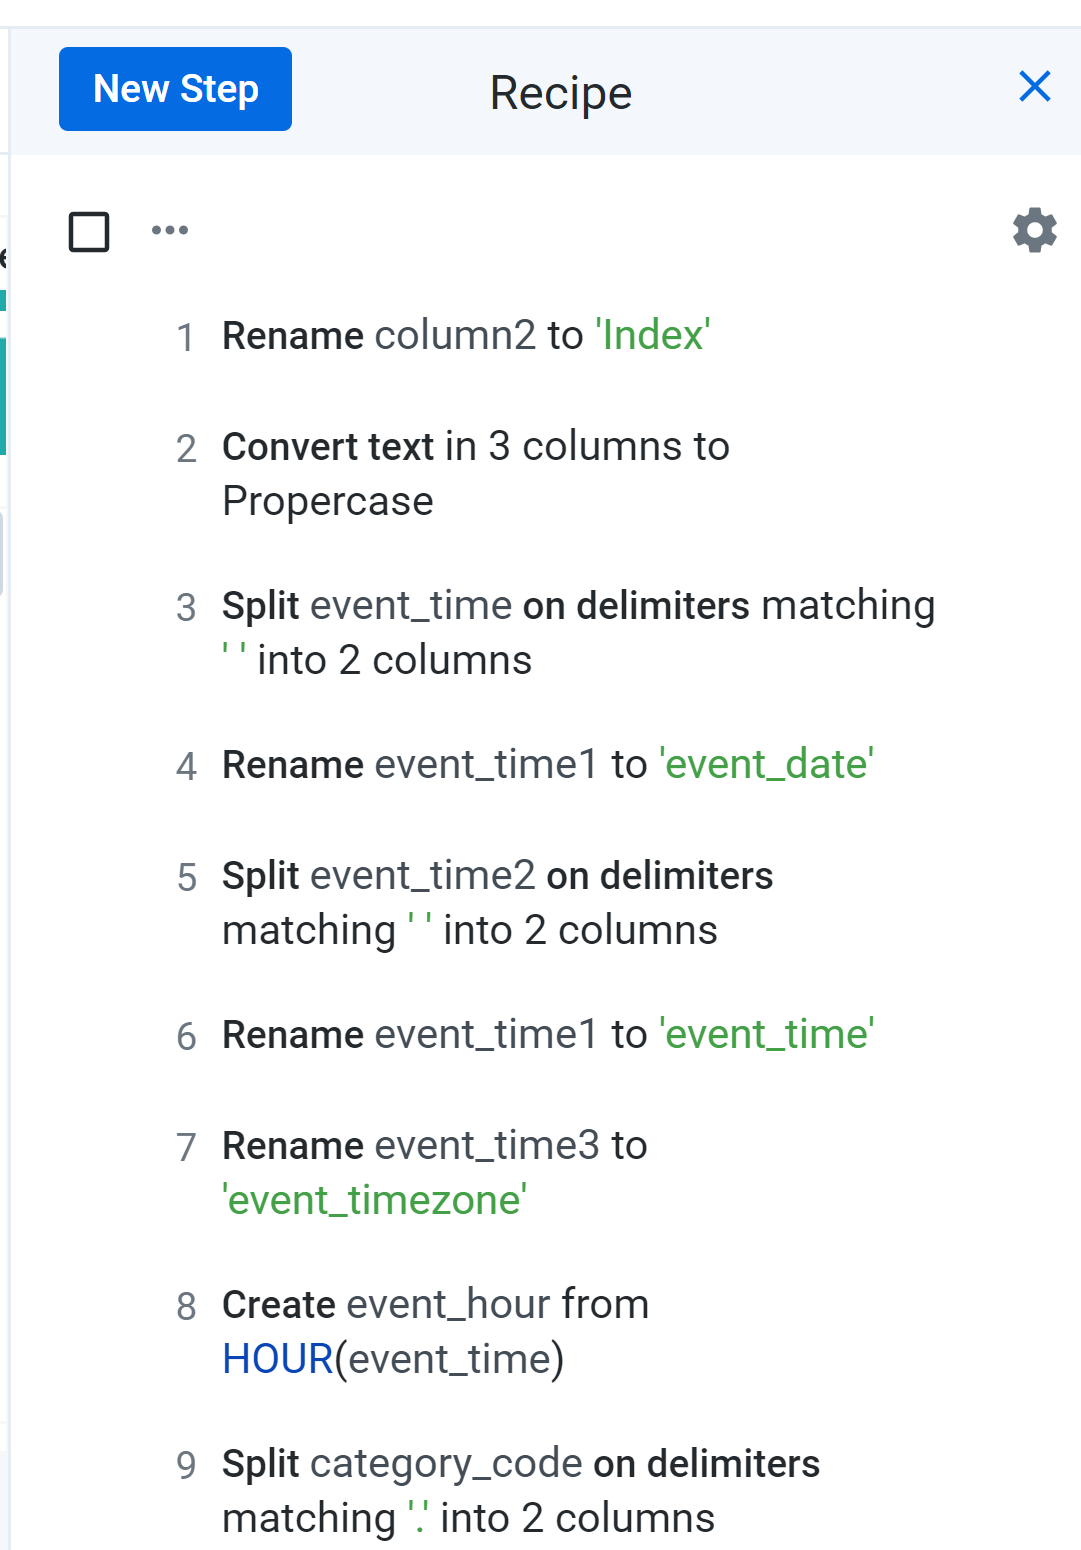 New Step
Recipe
1 Rename column2 to 'Index'
2 Convert text in 3 columns to
Propercase
3 Split event_time on delimiters matching
' ' into 2 columns
4 Rename event_time1 to 'event_date'
5 Split event_time2 on delimiters
matching ' ' into 2 columns
6 Rename event_time1 to 'event_time'
7 Rename event_time3 to
'event_timezone'
8 Create event_hour from
HOUR(event_time)
9 Split category_code on delimiters
matching '.' into 2 columns